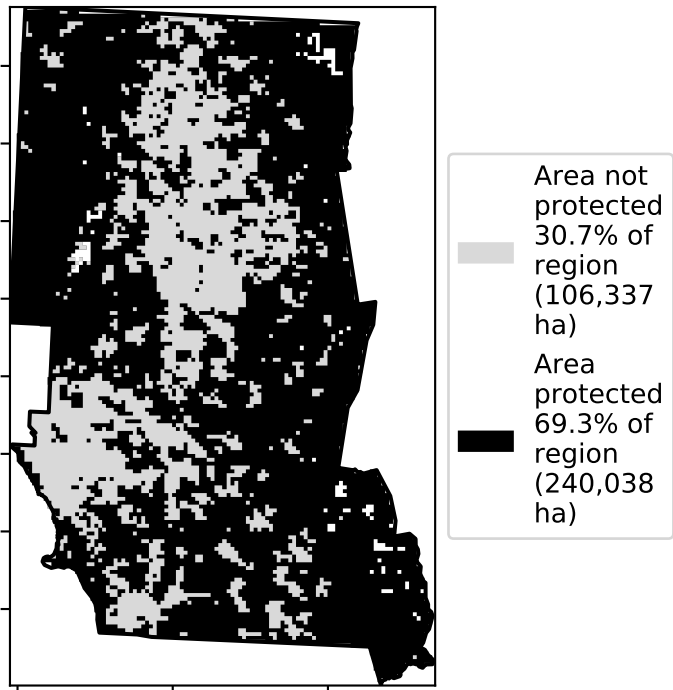 Area not
protected
30.7% of
region
(106,337
ha)
Area
protected
69.3% of
region
(240,038
ha)